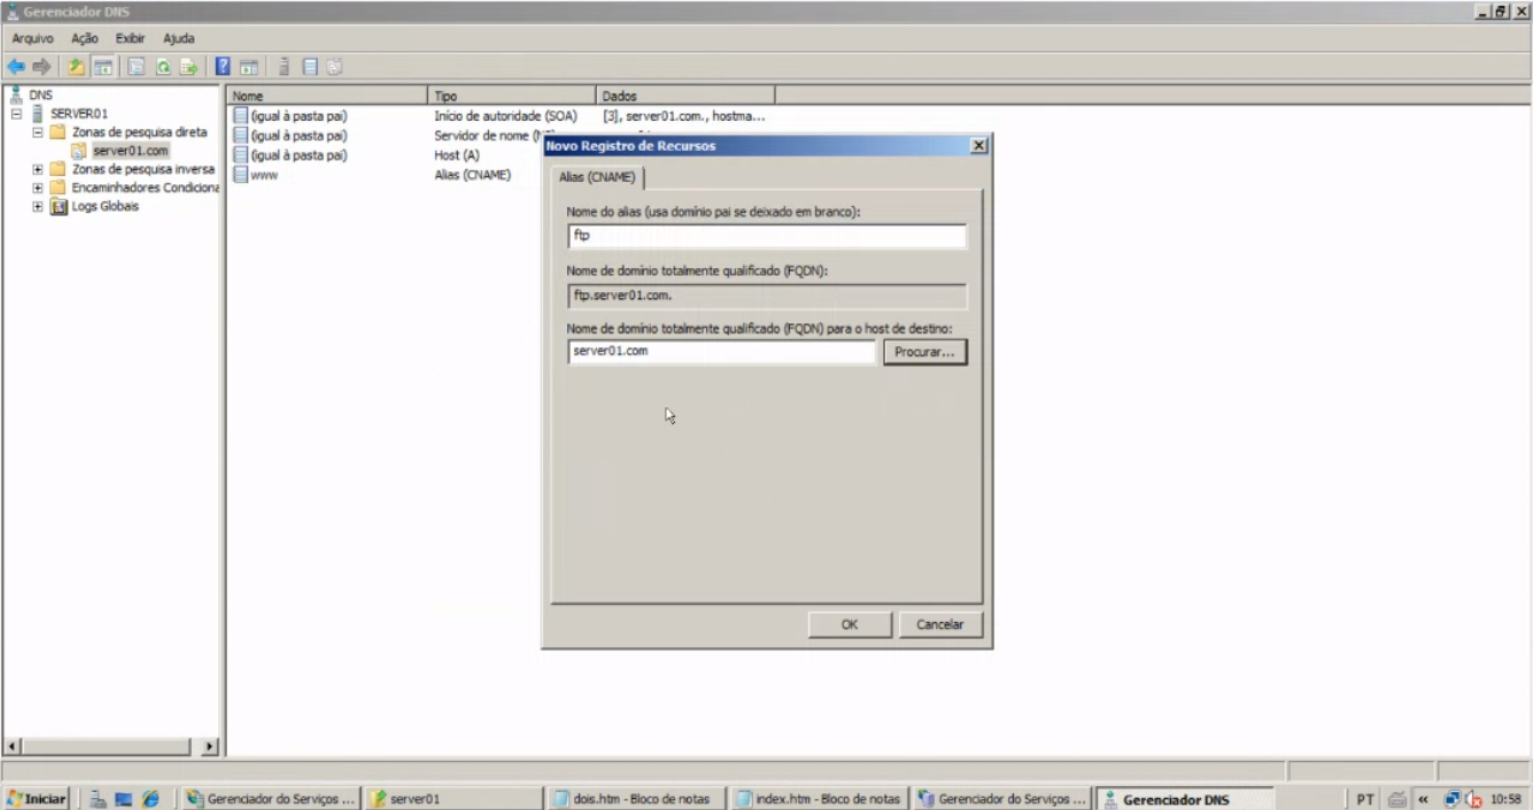 Gerenciador DNS
Arquivo Ação Exibir Ajuda
DNS
SERVER01
Zonas de pesquisa direta
server01.com
Zonas de pesquisa inversa
Encaminhadores Condiciona
Logs Globais
Nome Tipo Dados
(igual à pasta pai) Início de autoridade (SOA) [3], server01.com., hostma...
(igual à pasta pai) Servidor de nome
(igual à pasta pai) Host (A)
www Alias (CNAME)
Novo Registro de Recursos
Alias (CNAME)
Nome do alias (usa domínio pai se deixado em branco):
ftp
Nome de domínio totalmente qualificado (FQDN):
ftp.server01.com.
Nome de domínio totalmente qualificado (FQDN) para o host de destino:
server01.com Procurar...
OK Cancelar
Iniciar Gerenciador do Serviços ... server01 dois.htm - Bloco de notas index.htm - Bloco de notas Gerenciador do Serviços ... Gerenciador DNS PT « 10:58